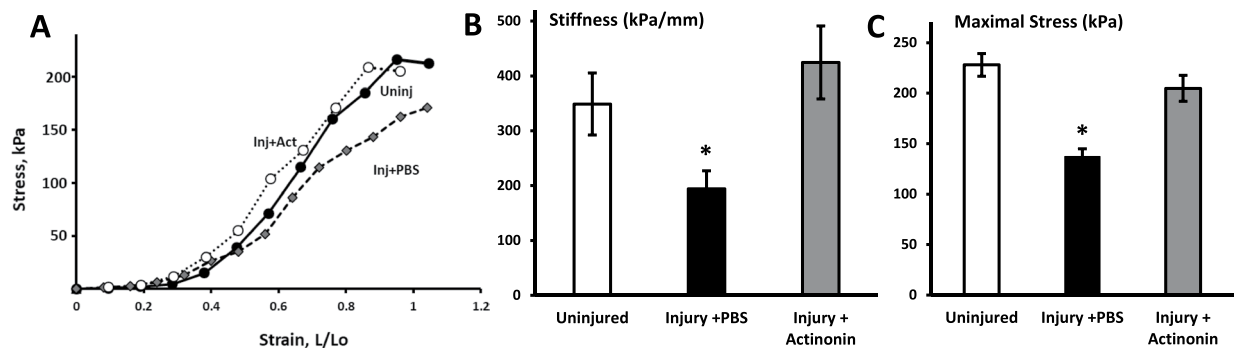 A
Stress, kPa
200
150
100
50
0
0.2
0.4
0.6
0.8
1
1.2
Strain, L/Lo
Uninj
Inj+Act
Inj+PBS
B
Stiffness (kPa/mm)
500
400
300
200
100
0
*
Uninjured
Injury +PBS
Injury +
Actinonin
C
Maximal Stress (kPa)
250
200
150
100
50
0
*
Uninjured
Injury +PBS
Injury +
Actinonin